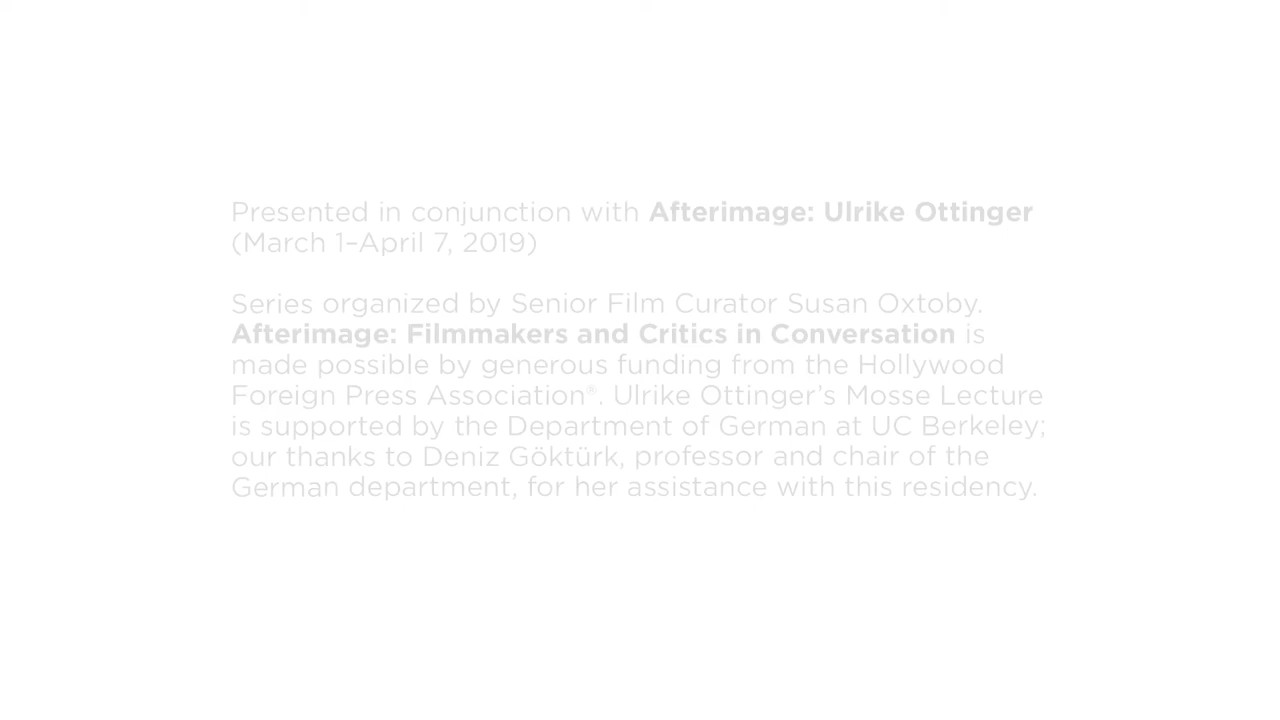 Presented in conjunction with Afterimage: Ulrike Ottinger
(March 1–April 7, 2019)
Series organized by Senior Film Curator Susan Oxtoby.
Afterimage: Filmmakers and Critics in Conversation is
made possible by generous funding from the Hollywood
Foreign Press Association®. Ulrike Ottinger’s Mosse Lecture
is supported by the Department of German at UC Berkeley;
our thanks to Deniz Göktürk, professor and chair of the
German department, for her assistance with this residency.